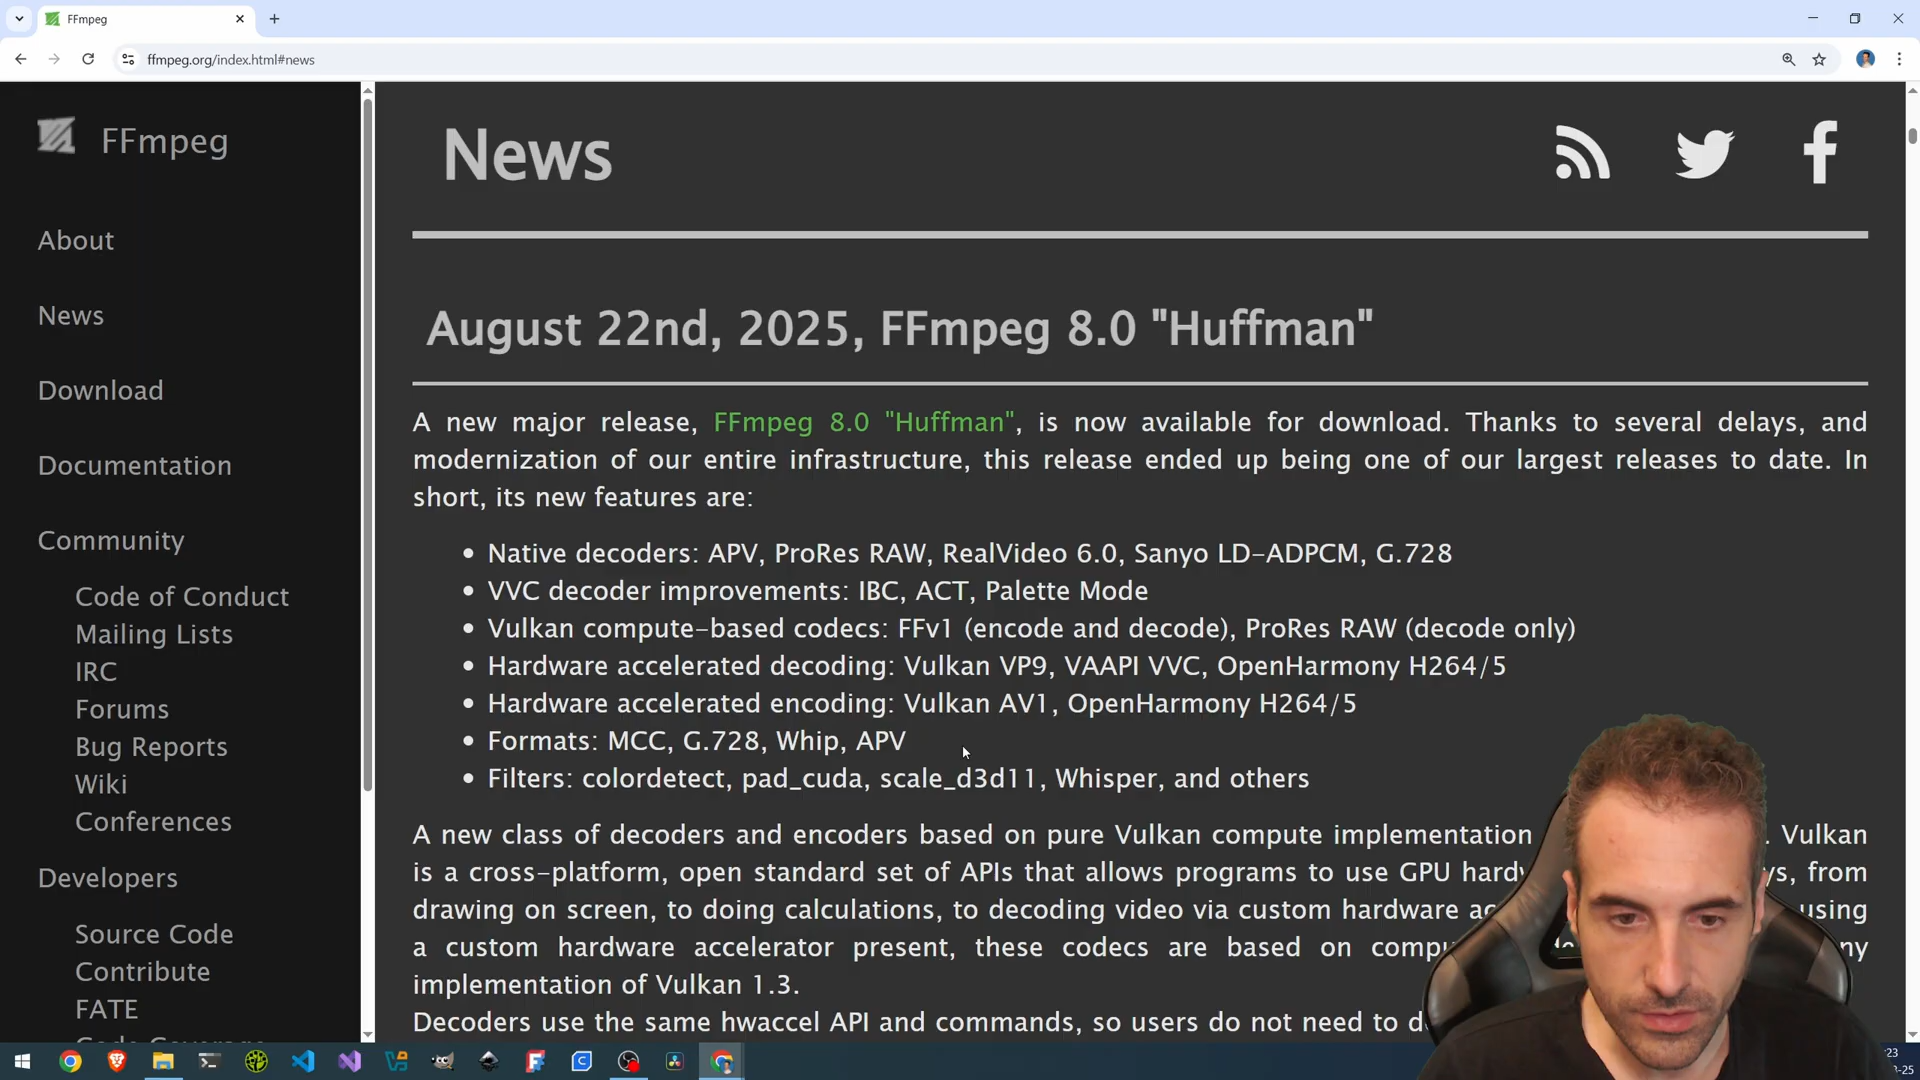 FFmpeg
ffmpeg.org/index.html#news
FFmpeg
About
News
Download
Documentation
Community
Code of Conduct
Mailing Lists
IRC
Forums
Bug Reports
Wiki
Conferences
Developers
Source Code
Contribute
FATE
Code Coverage
News
August 22nd, 2025, FFmpeg 8.0 "Huffman"
A new major release, FFmpeg 8.0 "Huffman", is now available for download. Thanks to several delays, and
modernization of our entire infrastructure, this release ended up being one of our largest releases to date. In
short, its new features are:
• Native decoders: APV, ProRes RAW, RealVideo 6.0, Sanyo LD-ADPCM, G.728
• VVC decoder improvements: IBC, ACT, Palette Mode
• Vulkan compute-based codecs: FFv1 (encode and decode), ProRes RAW (decode only)
• Hardware accelerated decoding: Vulkan VP9, VAAPI VVC, OpenHarmony H264/5
• Hardware accelerated encoding: Vulkan AV1, OpenHarmony H264/5
• Formats: MCC, G.728, Whip, APV
• Filters: colordetect, pad_cuda, scale_d3d11, Whisper, and others
A new class of decoders and encoders based on pure Vulkan compute implementation Vulkan
is a cross-platform, open standard set of APIs that allows programs to use GPU from
drawing on screen, to doing calculations, to decoding video via custom hardware using
a custom hardware accelerator present, these codecs are based on
implementation of Vulkan 1.3.
Decoders use the same hwaccel API and commands, so users do not need to